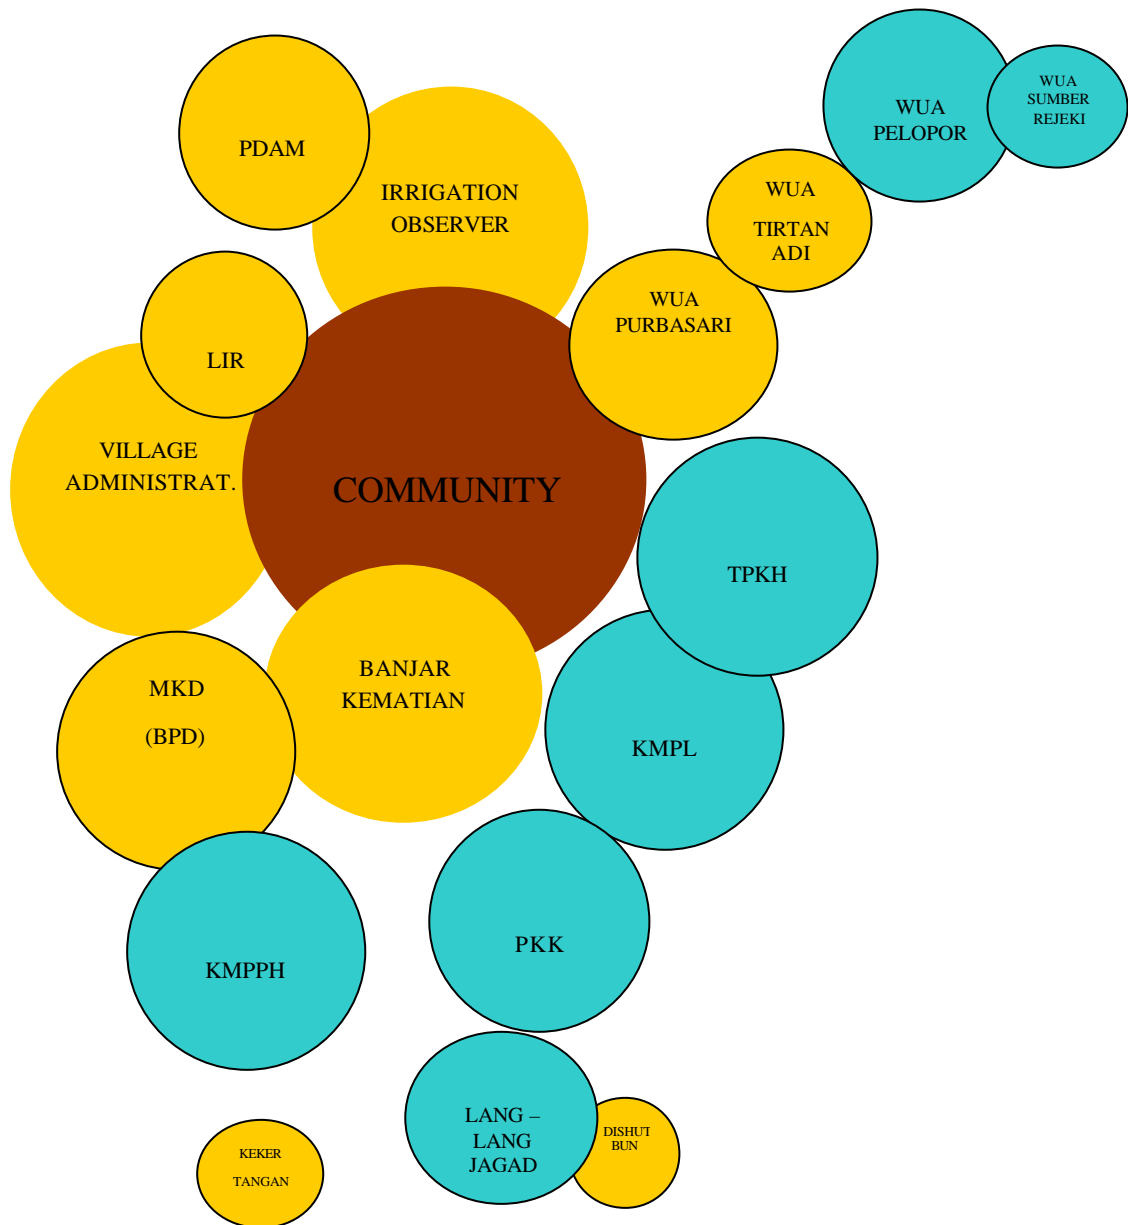 WUA
PELOPOR
WUA
SUMBER
REJEKI
PDAM
IRRIGATION
OBSERVER
WUA
TIRTAN
ADI
WUA
PURBASARI
LIR
VILLAGE
ADMINISTRAT.
COMMUNITY
TPKH
MKD
(BPD)
BANJAR
KEMATIAN
KMPL
KMPPH
PKK
LANG –
LANG
JAGAD
DISHUT
BUN
KEKER
TANGAN